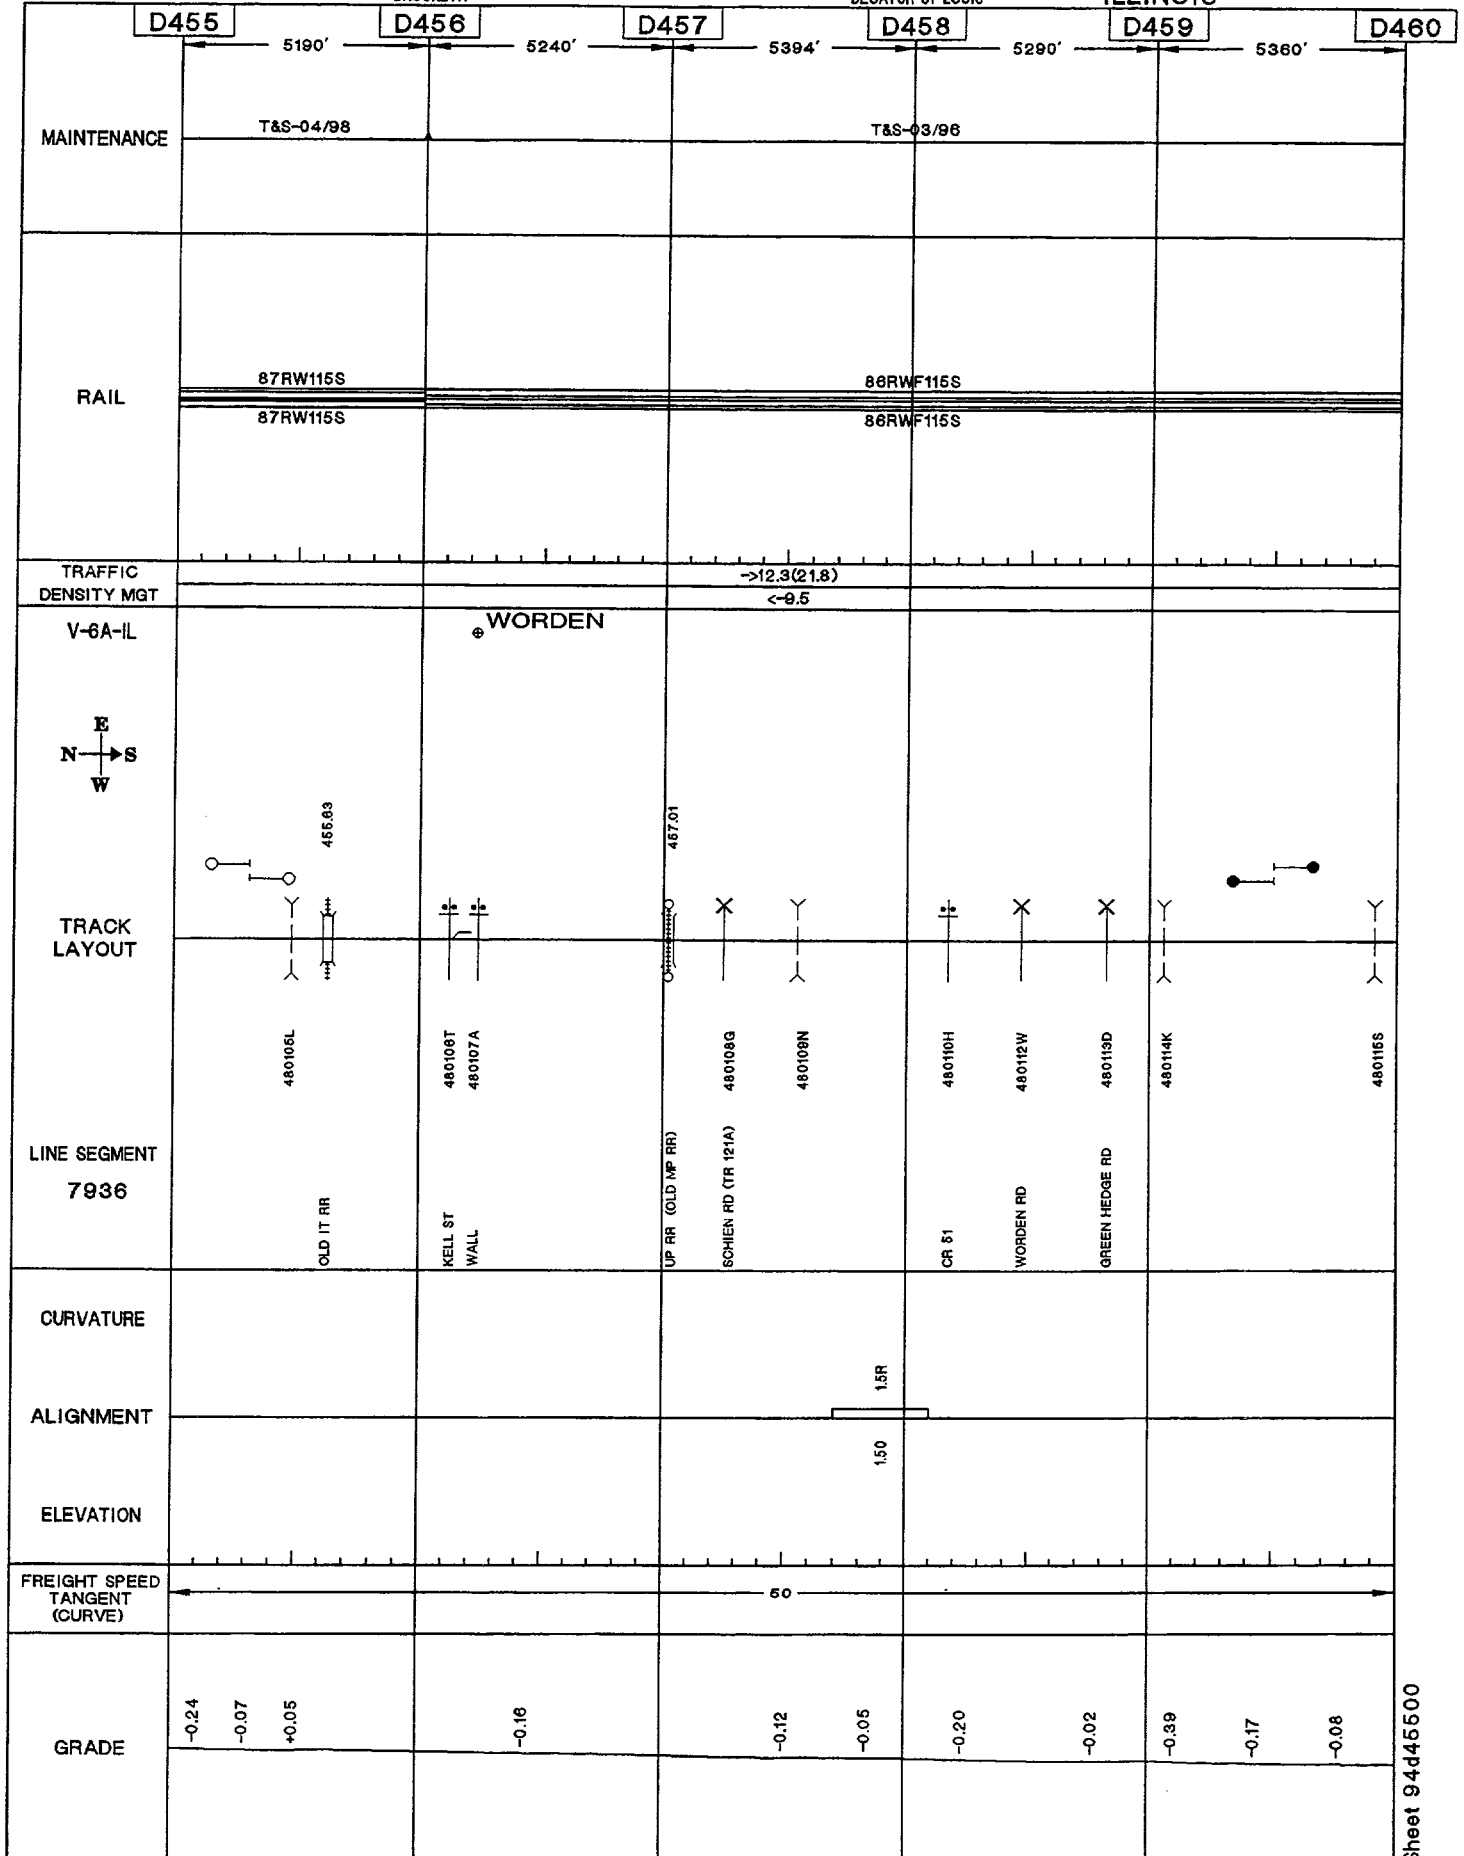 ILLINOIS
D455 D456 D457 D458 D459 D460
5190' 5240' 5394' 5290' 5360'
MAINTENANCE
T&S-04/98 T&S-03/96
RAIL
87RW115S 86RWF115S
87RW115S 86RWF115S
TRAFFIC
DENSITY MGT
->12.3(21.8)
<-9.5
V-6A-IL
WORDEN
E
N S
W
455.63 457.01
TRACK
LAYOUT
480105L 480106T 480107A 480108G 480109N 480110H 480112W 480113D 480114K 480115S
LINE SEGMENT
7936
OLD IT RR
KELL ST
WALL
UP RR (OLD MP RR)
SCHIEN RD (TR 121A)
CR 51
WORDEN RD
GREEN HEDGE RD
CURVATURE
1.5R
ALIGNMENT
1.50
ELEVATION
FREIGHT SPEED
TANGENT
(CURVE)
50
GRADE
-0.24 -0.07 +0.05 -0.16 -0.12 -0.05 -0.20 -0.02 -0.39 -0.17 -0.08
Sheet 94d45500